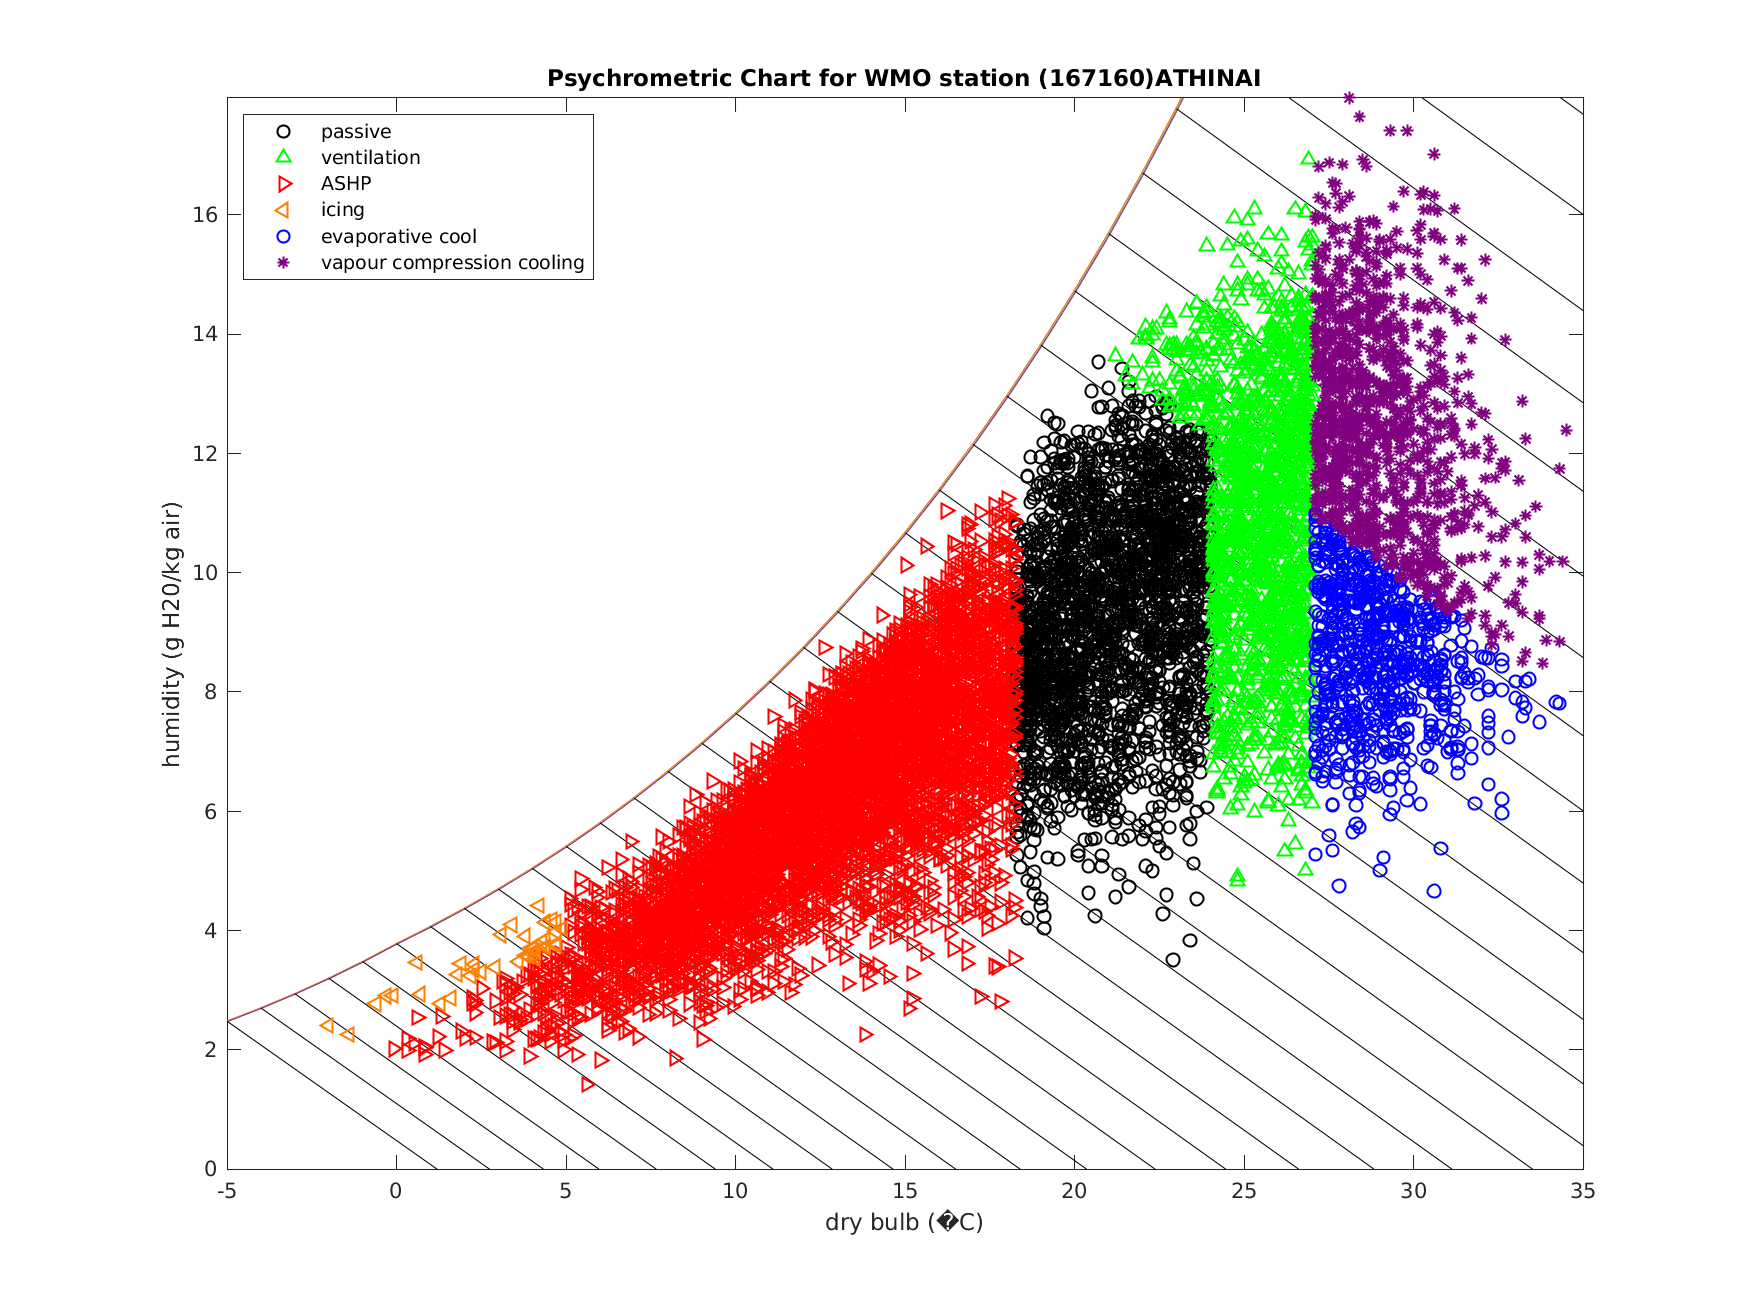 Psychrometric Chart for WMO station (167160)ATHINAI
passive
ventilation
ASHP
icing
evaporative cool
vapour compression cooling
humidity (g H20/kg air)
16
14
12
10
8
6
4
2
0
-5 0 5 10 15 20 25 30 35
dry bulb (�C)